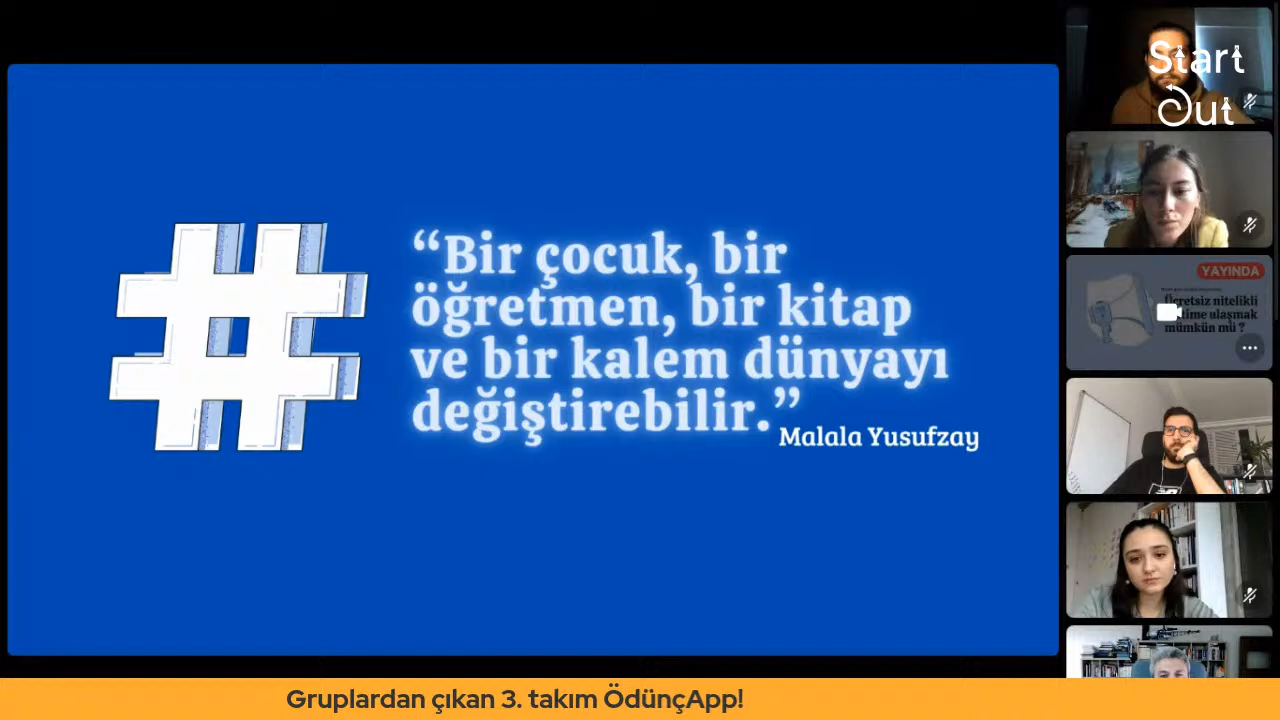 “Bir çocuk, bir
öğretmen, bir kitap
ve bir kalem dünyayı
değiştirebilir.”
Malala Yusufzay
Start
Out
YAYINDA
Ücretsiz nitelikli
ulaşmak
mümkün mü ?
Gruplardan çıkan 3. takım ÖdünçApp!